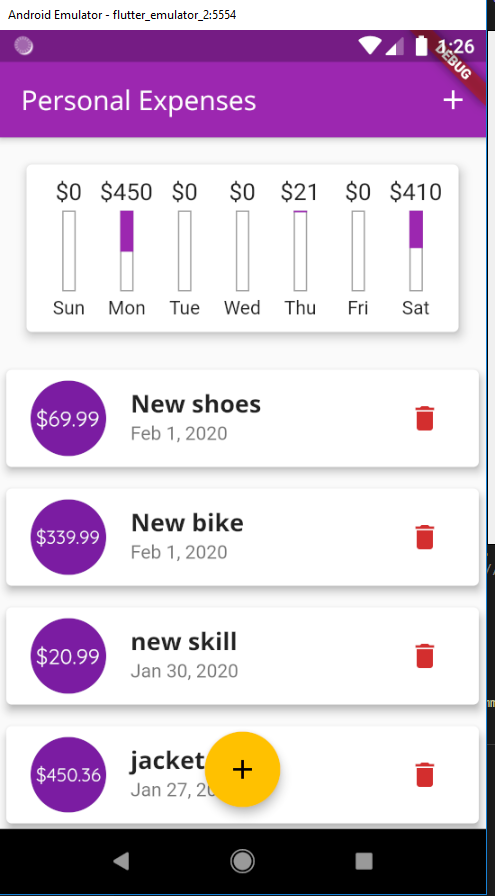 Android Emulator - flutter_emulator_2:5554
1:26
DEBUG
Personal Expenses
$0 $450 $0 $0 $21 $0 $410
Sun Mon Tue Wed Thu Fri Sat
$69.99
New shoes
Feb 1, 2020
$339.99
New bike
Feb 1, 2020
$20.99
new skill
Jan 30, 2020
$450.36
jacket
Jan 27,